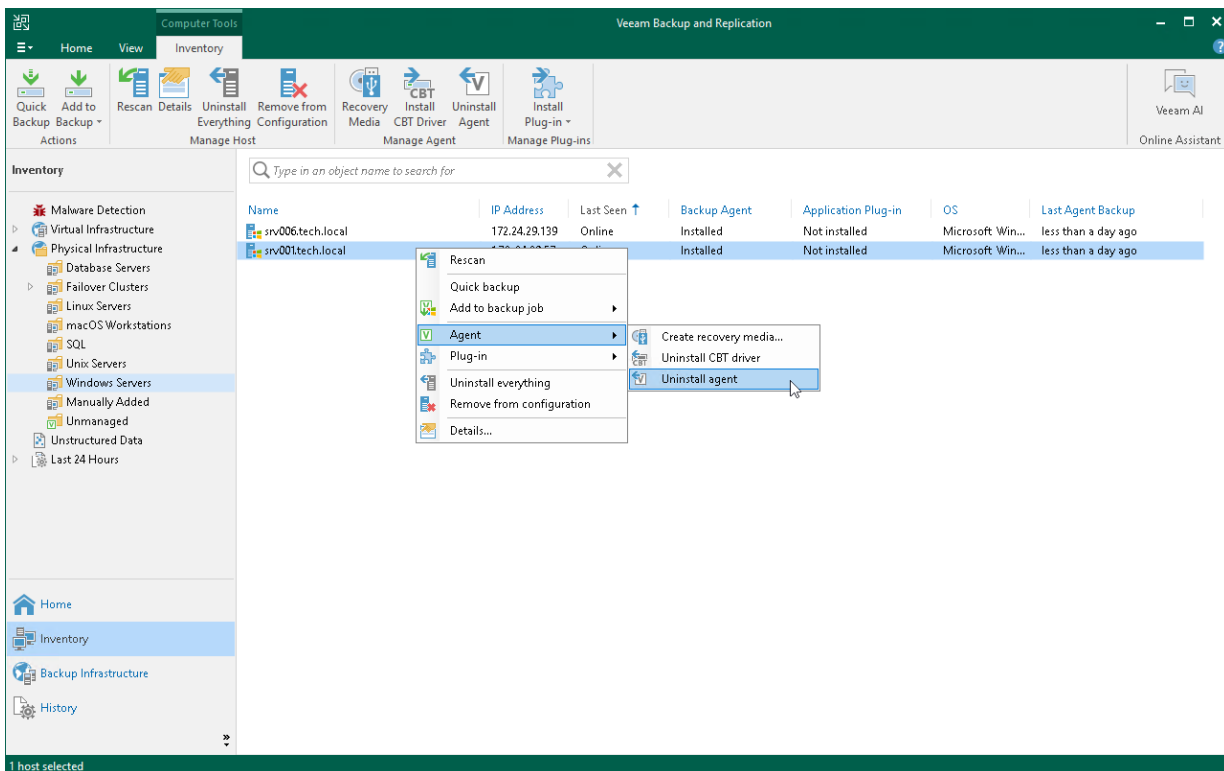 Computer Tools
Veeam Backup and Replication
Home View Inventory
Quick Backup
Add to Backup
Rescan
Details
Uninstall Everything
Remove from Configuration
Recovery Media
Install CBT Driver
Uninstall Agent
Install Plug-in
Veeam AI
Actions
Manage Host
Manage Agent
Manage Plug-ins
Online Assistant
Inventory
Type in an object name to search for
Malware Detection
Virtual Infrastructure
Physical Infrastructure
Database Servers
Failover Clusters
Linux Servers
macOS Workstations
SQL
Unix Servers
Windows Servers
Manually Added
Unmanaged
Unstructured Data
Last 24 Hours
Name IP Address Last Seen Backup Agent Application Plug-in OS Last Agent Backup
srv006.tech.local 172.24.29.139 Online Installed Not installed Microsoft Win... less than a day ago
srv001.tech.local Installed Not installed Microsoft Win... less than a day ago
Rescan
Quick backup
Add to backup job
Agent
Plug-in
Uninstall everything
Remove from configuration
Details...
Create recovery media...
Uninstall CBT driver
Uninstall agent
Home
Inventory
Backup Infrastructure
History
1 host selected